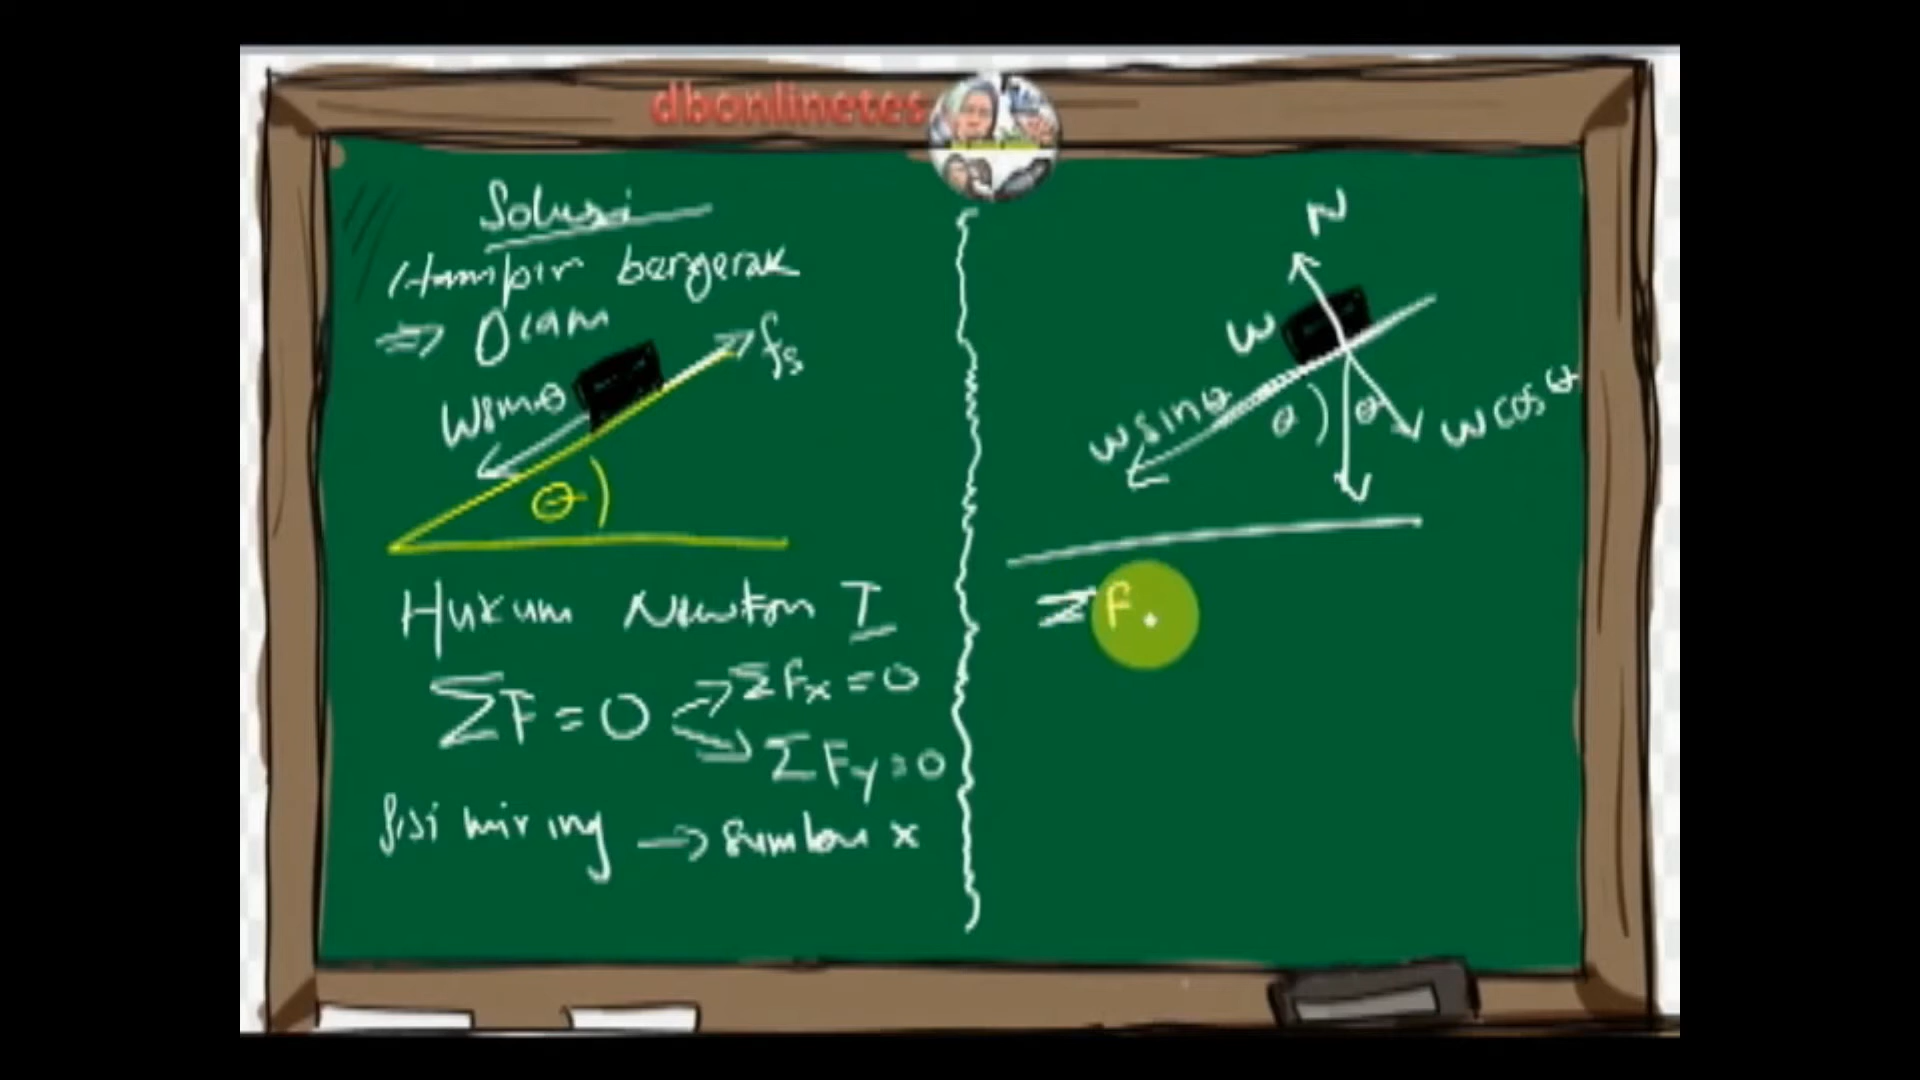 dbonlinetes
Solusi
Hampir bergerak
⇒ Diam
fs
W sin θ
θ
Hukum Newton I
ΣF = 0
ΣFx = 0
ΣFy = 0
Sisi miring → Sumbu x
N
W
W sin θ
θ
θ
W cos θ
ΣF